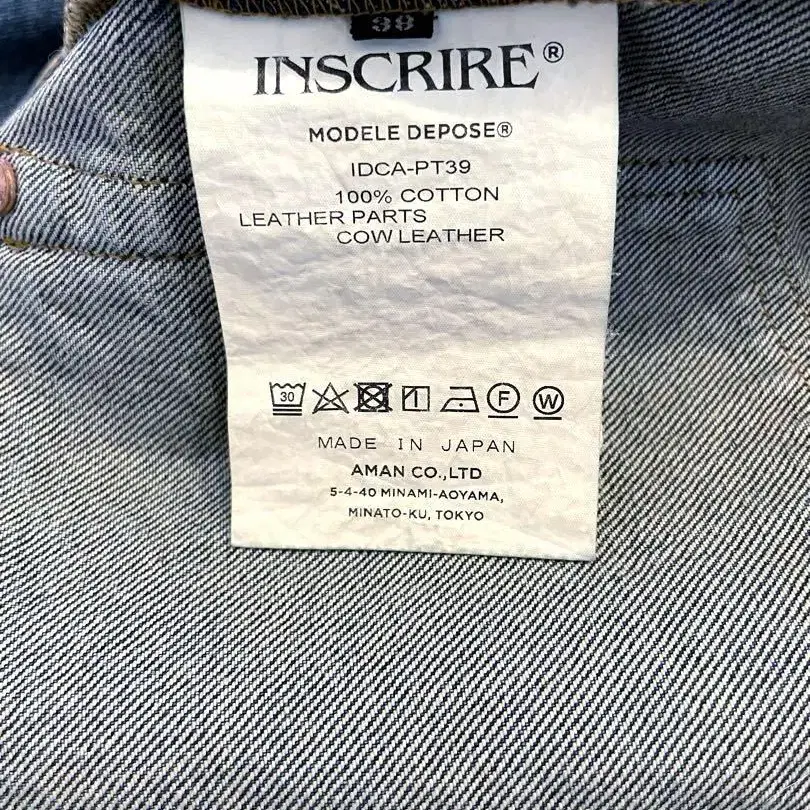 38
INSCRIRE®
MODELE DEPOSE®
IDCA-PT39
100% COTTON
LEATHER PARTS
COW LEATHER
30
F
W
MADE IN JAPAN
AMAN CO.,LTD
5-4-40 MINAMI-AOYAMA,
MINATO-KU, TOKYO